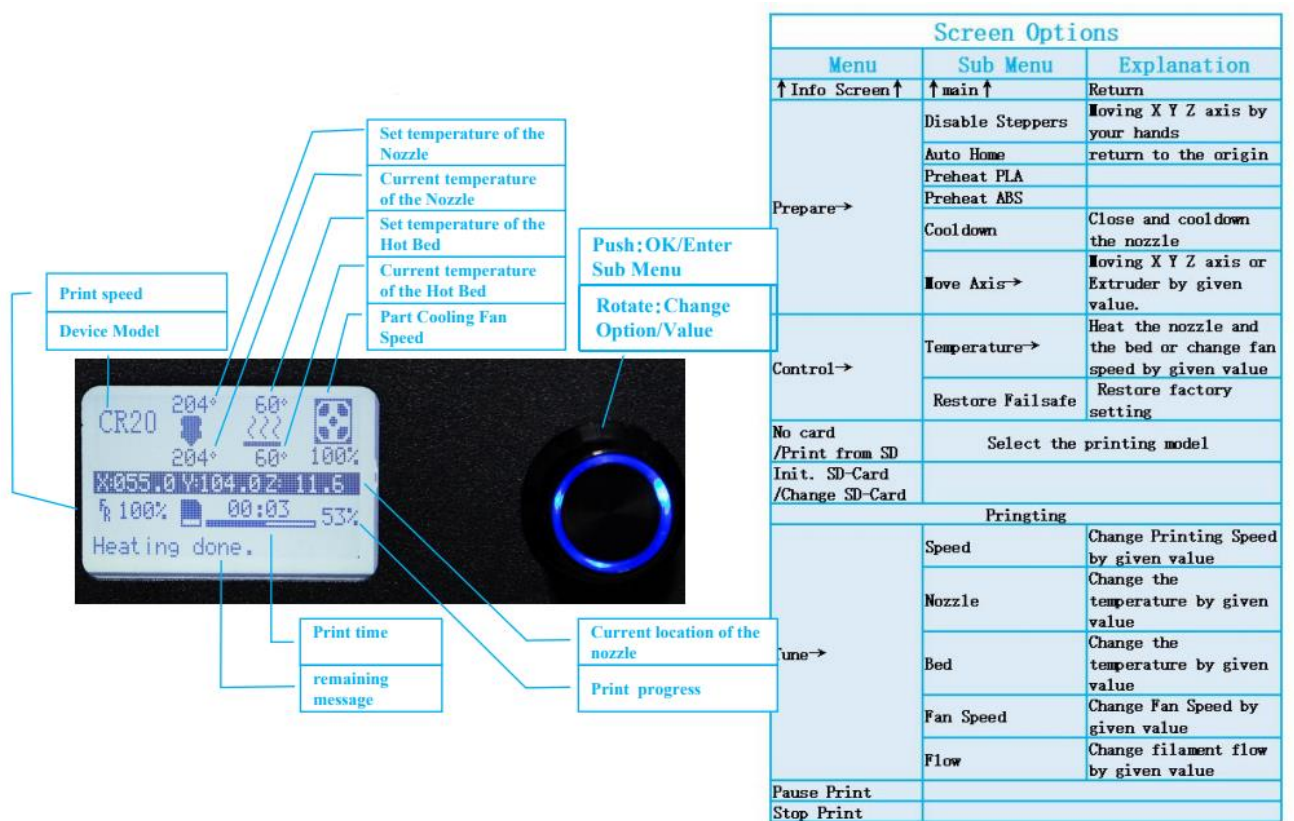 Set temperature of the
Nozzle
Current temperature
of the Nozzle
Set temperature of the
Hot Bed
Current temperature
of the Hot Bed
Part Cooling Fan
Speed
Print speed
Device Model
Push:OK/Enter
Sub Menu
Rotate:Change
Option/Value
204° 60°
CR20
204° 60° 100%
X:055.0 Y:104.0 Z: 11.6
FR 100% 00:03 53%
Heating done.
Print time
remaining
message
Current location of the
nozzle
Print progress
Screen Options
Menu Sub Menu Explanation
↑Info Screen↑ ↑main↑ Return
Prepare→
Disable Steppers
Moving X Y Z axis by
your hands
Auto Home return to the origin
Preheat PLA
Preheat ABS
Cooldown
Close and cooldown
the nozzle
Move Axis→
Moving X Y Z axis or
Extruder by given
value.
Control→
Temperature→
Heat the nozzle and
the bed or change fan
speed by given value
Restore Failsafe
Restore factory
setting
No card
/Print from SD
Select the printing model
Init. SD-Card
/Change SD-Card
Pringting
Tune→
Speed
Change Printing Speed
by given value
Nozzle
Change the
temperature by given
value
Bed
Change the
temperature by given
value
Fan Speed
Change Fan Speed by
given value
Flow
Change filament flow
by given value
Pause Print
Stop Print